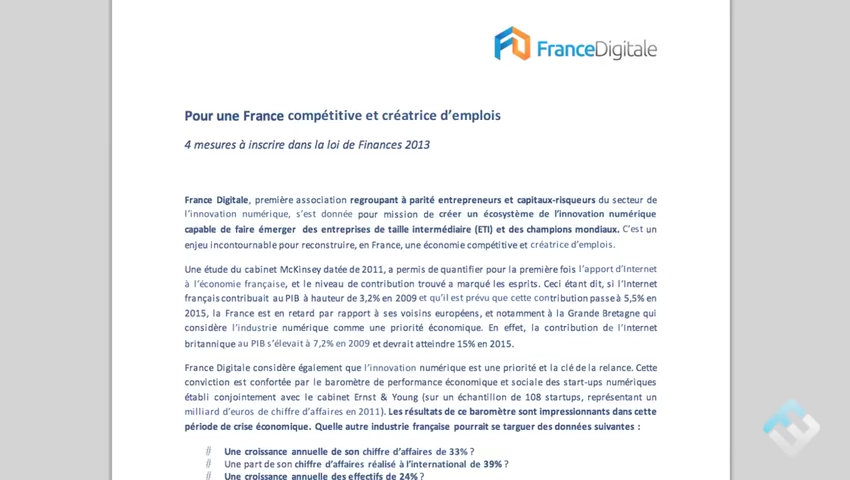 FranceDigitale
Pour une France compétitive et créatrice d'emplois
4 mesures à inscrire dans la loi de Finances 2013
France Digitale, première association regroupant à parité entrepreneurs et capitaux-risqueurs du secteur de
l'innovation numérique, s'est donnée pour mission de créer un écosystème de l'innovation numérique
capable de faire émerger des entreprises de taille intermédiaire (ETI) et des champions mondiaux. C'est un
enjeu incontournable pour reconstruire, en France, une économie compétitive et créatrice d'emplois.
Une étude du cabinet McKinsey datée de 2011, a permis de quantifier pour la première fois l'apport d'Internet
à l'économie française, et le niveau de contribution trouvé a marqué les esprits. Ceci étant dit, si l'Internet
français contribuait au PIB à hauteur de 3,2% en 2009 et qu'il est prévu que cette contribution passe à 5,5% en
2015, la France est en retard par rapport à ses voisins européens, et notamment à la Grande Bretagne qui
considère l'industrie numérique comme une priorité économique. En effet, la contribution de l'Internet
britannique au PIB s'élevait à 7,2% en 2009 et devrait atteindre 15% en 2015.
France Digitale considère également que l'innovation numérique est une priorité et la clé de la relance. Cette
conviction est confortée par le baromètre de performance économique et sociale des start-ups numériques
établi conjointement avec le cabinet Ernst & Young (sur un échantillon de 108 startups, représentant un
milliard d'euros de chiffre d'affaires en 2011). Les résultats de ce baromètre sont impressionnants dans cette
période de crise économique. Quelle autre industrie française pourrait se targuer des données suivantes :
# Une croissance annuelle de son chiffre d'affaires de 33% ?
# Une part de son chiffre d'affaires réalisé à l'international de 39% ?
# Une croissance annuelle des effectifs de 24% ?